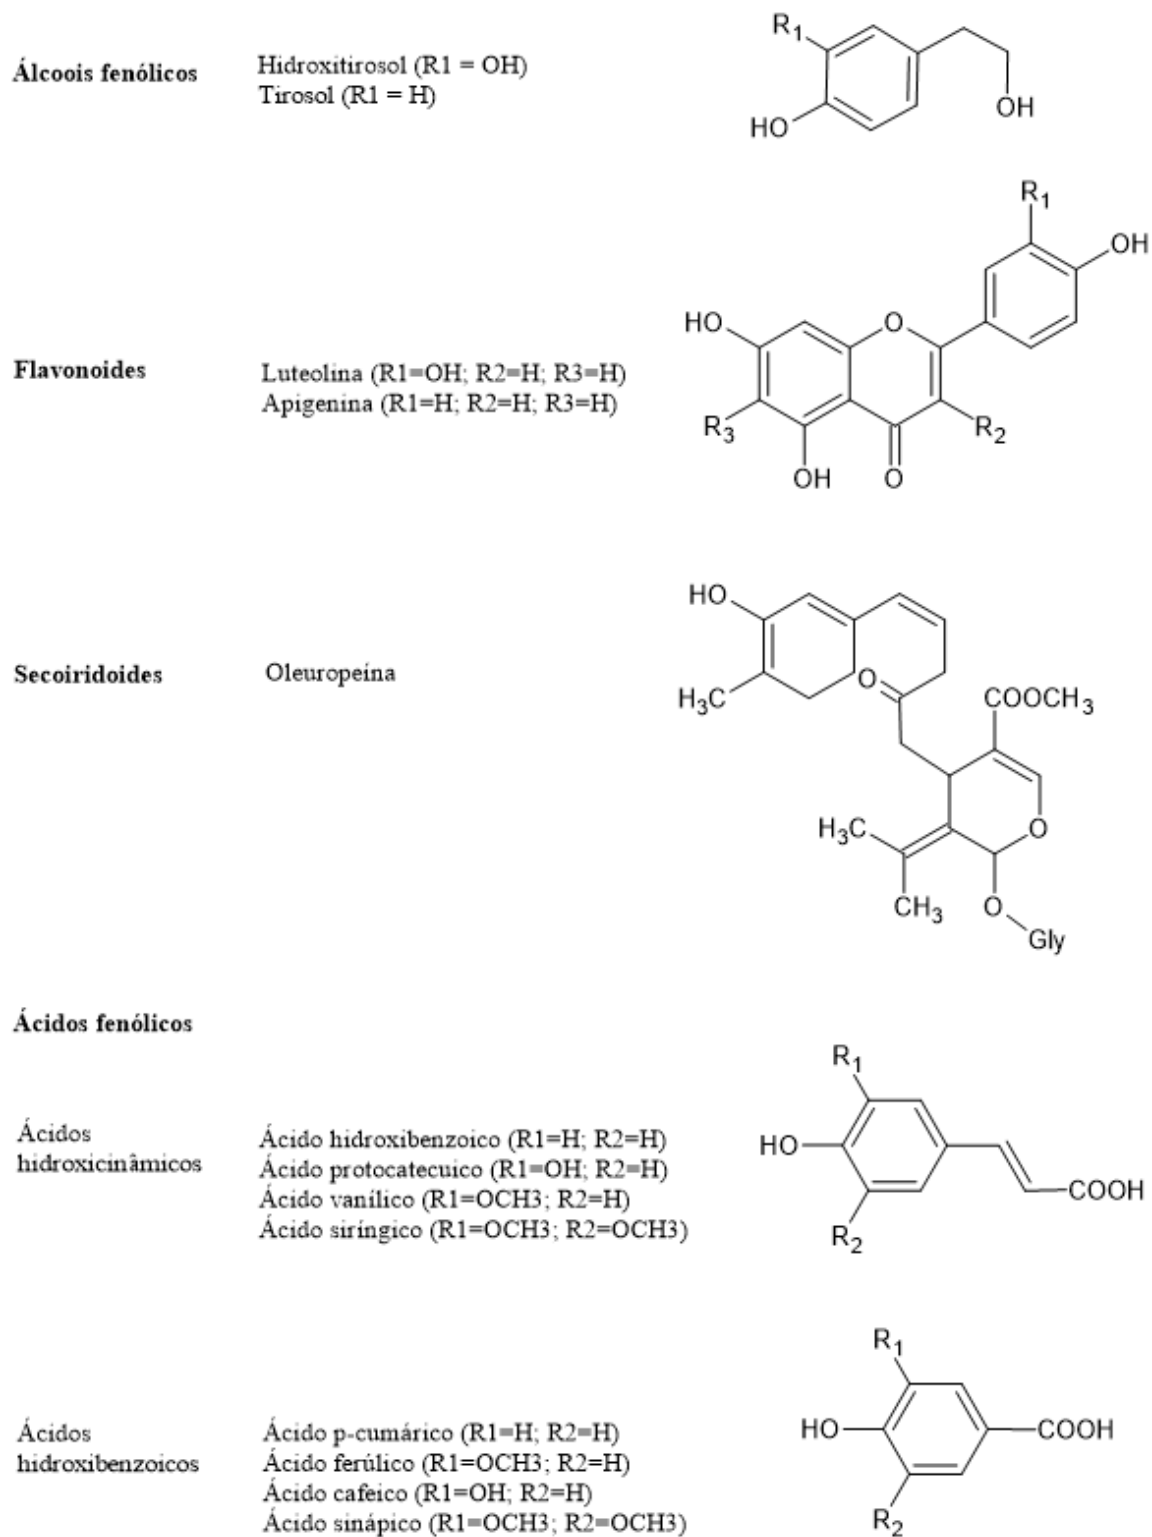 Álcoois fenólicos
Hidroxitirosol (R1 = OH)
Tirosol (R1 = H)
R1
HO
OH
Flavonoides
Luteolina (R1=OH; R2=H; R3=H)
Apigenina (R1=H; R2=H; R3=H)
R1
OH
HO
O
R3
R2
OH
O
Secoiridoides
Oleuropeína
HO
H3C
O
COOCH3
H3C
O
CH3
O
Gly
Ácidos fenólicos
Ácidos
hidroxicinâmicos
Ácido hidroxibenzoico (R1=H; R2=H)
Ácido protocatecuico (R1=OH; R2=H)
Ácido vanílico (R1=OCH3; R2=H)
Ácido siríngico (R1=OCH3; R2=OCH3)
R1
HO
COOH
R2
Ácidos
hidroxibenzoicos
Ácido p-cumárico (R1=H; R2=H)
Ácido ferúlico (R1=OCH3; R2=H)
Ácido cafeico (R1=OH; R2=H)
Ácido sinápico (R1=OCH3; R2=OCH3)
R1
HO
COOH
R2